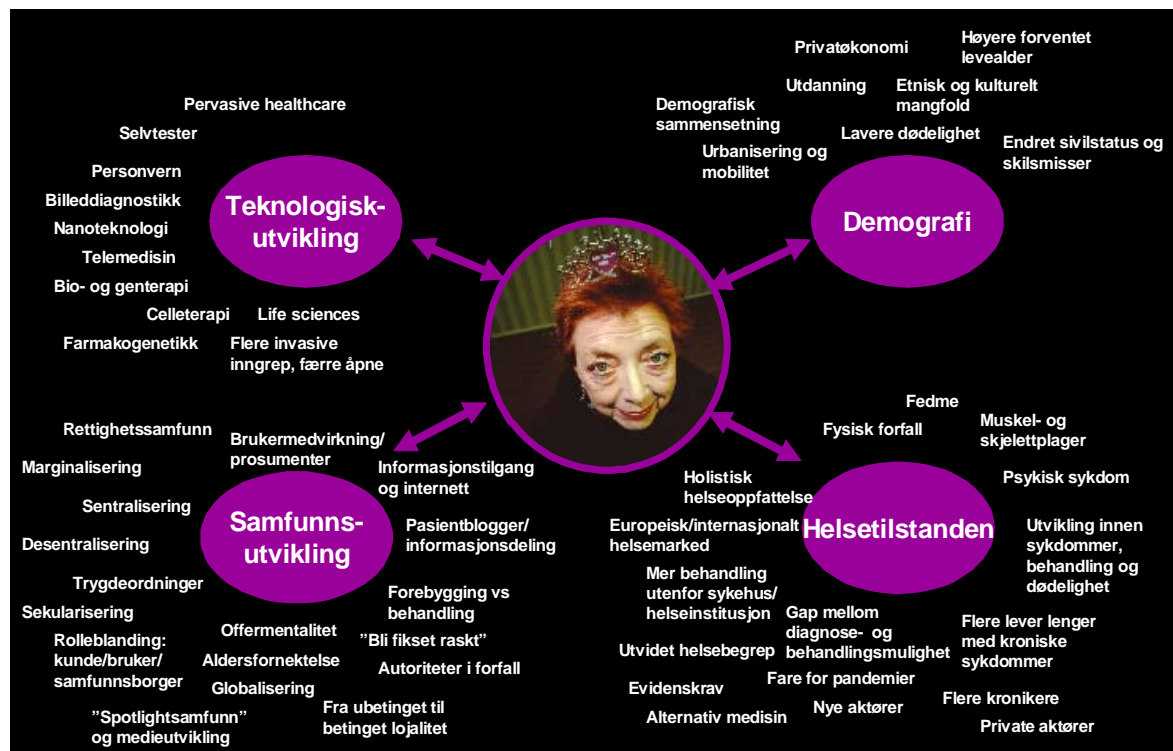 Pervasive healthcare
Selvtester
Personvern
Billeddiagnostikk
Nanoteknologi
Telemedisin
Bio- og genterapi
Celleterapi
Life sciences
Farmakogenetikk
Flere invasive
inngrep, færre åpne
Teknologisk-
utvikling
Privatøkonomi
Høyere forventet
levealder
Utdanning
Etnisk og kulturelt
mangfold
Demografisk
sammensetning
Lavere dødelighet
Endret sivilstatus og
skilsmisser
Urbanisering og
mobilitet
Demografi
Rettighetssamfunn
Brukermedvirkning/
prosumenter
Marginalisering
Informasjonstilgang
og internett
Sentralisering
Samfunns-
utvikling
Pasientblogger/
informasjonsdeling
Desentralisering
Trygdeordninger
Forebygging vs
behandling
Sekularisering
Offermentalitet
”Bli fikset raskt”
Rolleblanding:
kunde/bruker/
samfunnsborger
Aldersfornektelse
Autoriteter i forfall
Globalisering
”Spotlightsamfunn”
og medieutvikling
Fra ubetinget til
betinget lojalitet
Fedme
Fysisk forfall
Muskel- og
skjelettplager
Holistisk
helseoppfattelse
Psykisk sykdom
Europeisk/internasjonalt
helsemarked
Helsetilstanden
Utvikling innen
sykdommer,
behandling og
dødelighet
Mer behandling
utenfor sykehus/
helseinstitusjon
Gap mellom
diagnose- og
behandlingsmulighet
Flere lever lenger
med kroniske
sykdommer
Utvidet helsebegrep
Fare for pandemier
Evidenskrav
Nye aktører
Flere kronikere
Alternativ medisin
Private aktører